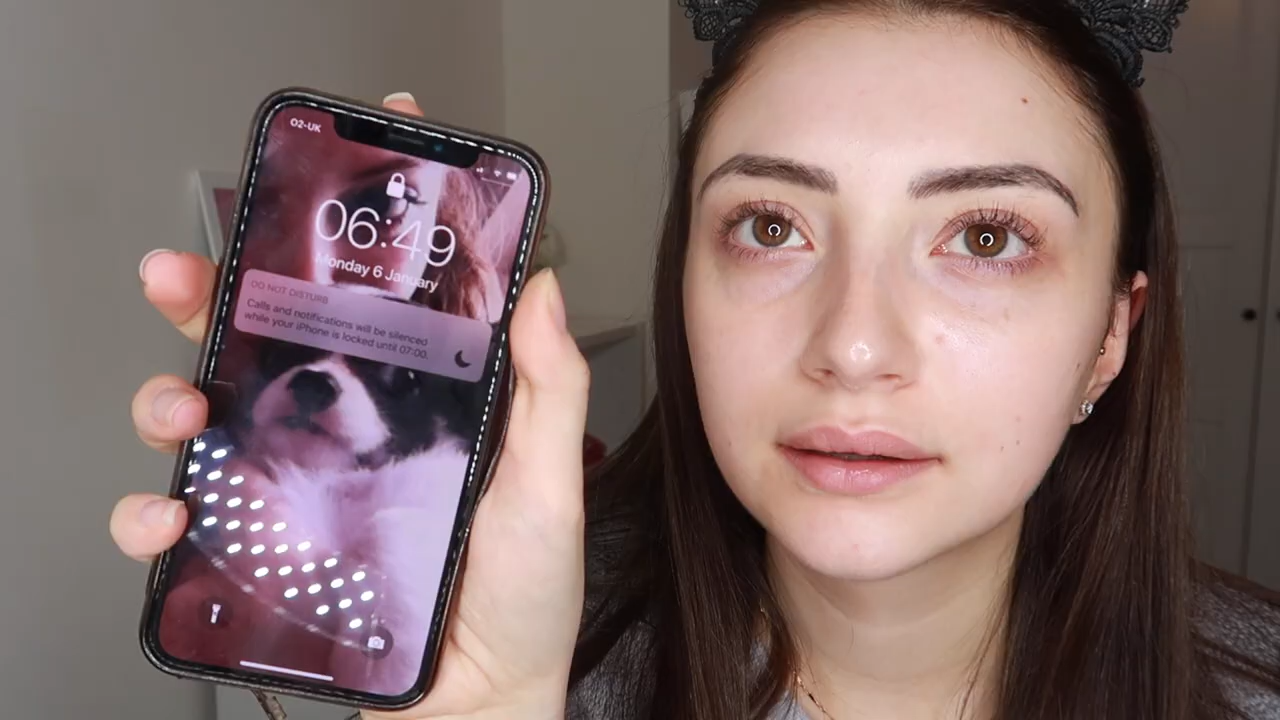 O2-UK
06:49
Monday 6 January
DO NOT DISTURB
Calls and notifications will be silenced
while your iPhone is locked until 07:00.